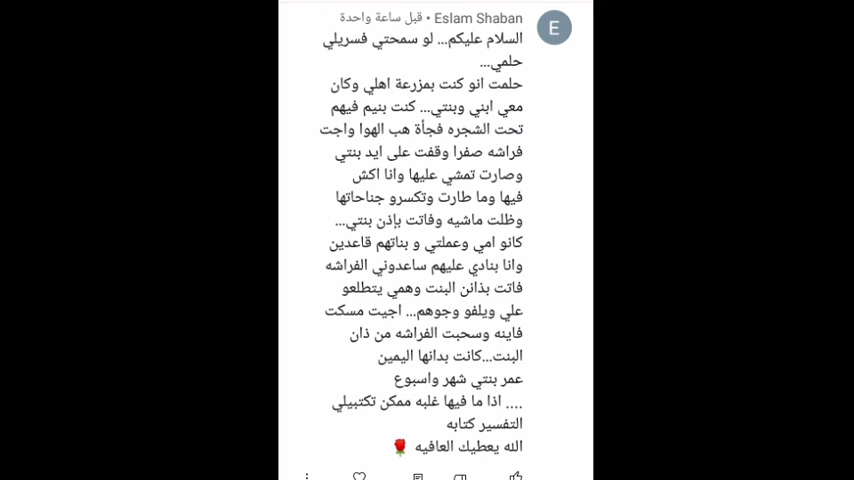 Eslam Shaban • قبل ساعة واحدة
E
السلام عليكم... لو سمحتي فسريلي
حلمي...
حلمت انو كنت بمزرعة اهلي وكان
معي ابني وبنتي... كنت بنيم فيهم
تحت الشجره فجأة هب الهوا واجت
فراشه صفرا وقفت على ايد بنتي
وصارت تمشي عليها وانا اكش
فيها وما طارت وتكسرو جناحاتها
وظلت ماشيه وفاتت بإذن بنتي...
كانو امي وعملتي و بناتهم قاعدين
وانا بنادي عليهم ساعدوني الفراشه
فاتت بذانن البنت وهمي يتطلعو
علي ويلفو وجوهم... اجيت مسكت
فاينه وسحبت الفراشه من ذان
البنت...كانت بدانها اليمين
عمر بنتي شهر واسبوع
.... اذا ما فيها غلبه ممكن تكتبيلي
التفسير كتابه
الله يعطيك العافيه 🌹